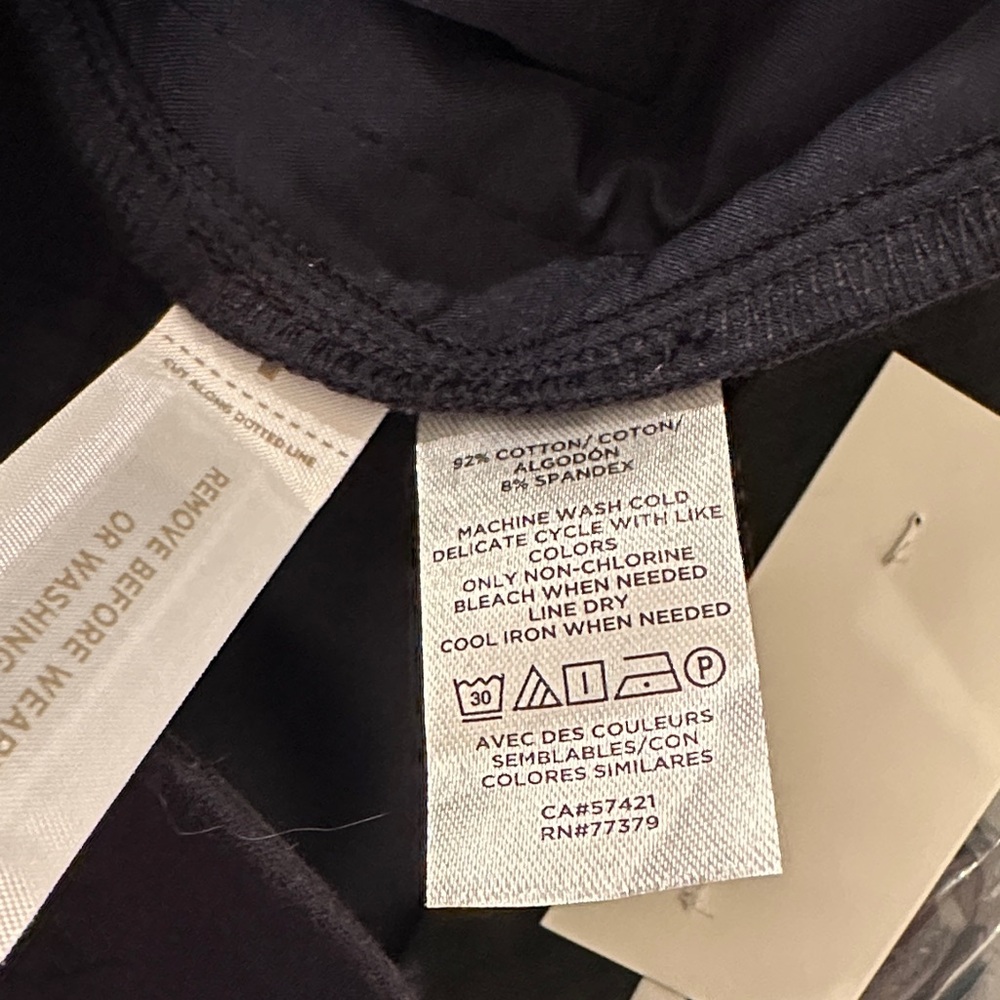 CUT ALONG DOTTED LINE
REMOVE BEFORE WEAR
OR WASHING
92% COTTON/ COTON/
ALGODÓN
8% SPANDEX
MACHINE WASH COLD
DELICATE CYCLE WITH LIKE
COLORS
ONLY NON-CHLORINE
BLEACH WHEN NEEDED
LINE DRY
COOL IRON WHEN NEEDED
30 P
AVEC DES COULEURS
SEMBLABLES/CON
COLORES SIMILARES
CA#57421
RN#77379